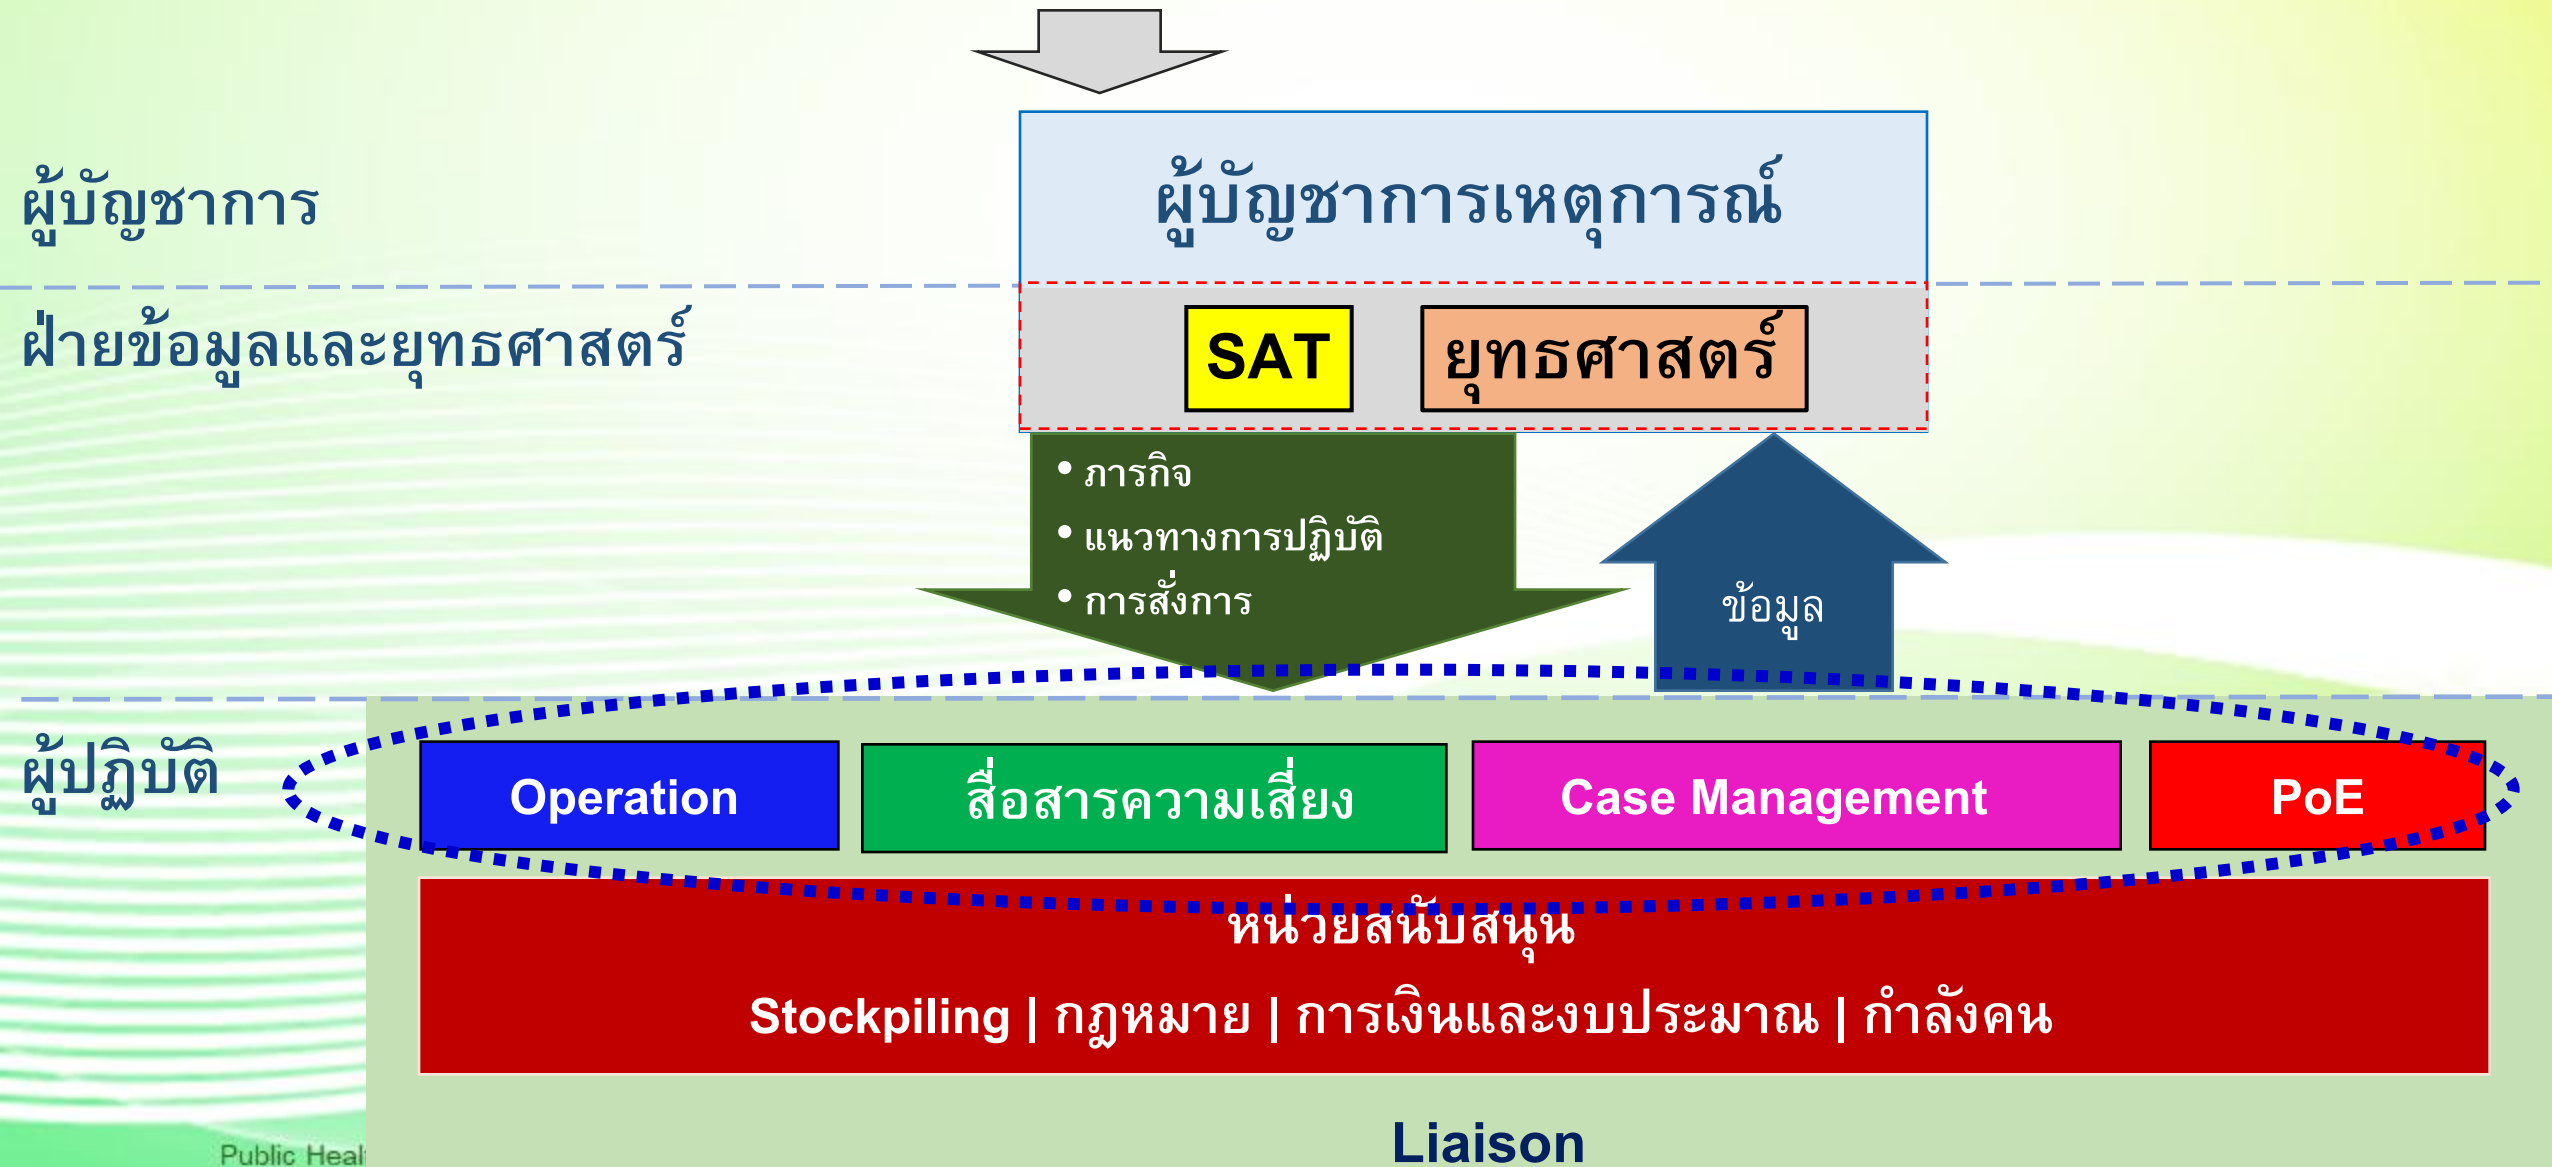 ผู้บัญชาการ
ผู้บัญชาการเหตุการณ์
ฝ่ายข้อมูลและยุทธศาสตร์
SAT
ยุทธศาสตร์
• ภารกิจ
• แนวทางการปฏิบัติ
• การสั่งการ
ข้อมูล
ผู้ปฏิบัติ
Operation
สื่อสารความเสี่ยง
Case Management
PoE
หน่วยสนับสนุน
Stockpiling | กฎหมาย | การเงินและงบประมาณ | กำลังคน
Liaison
Public